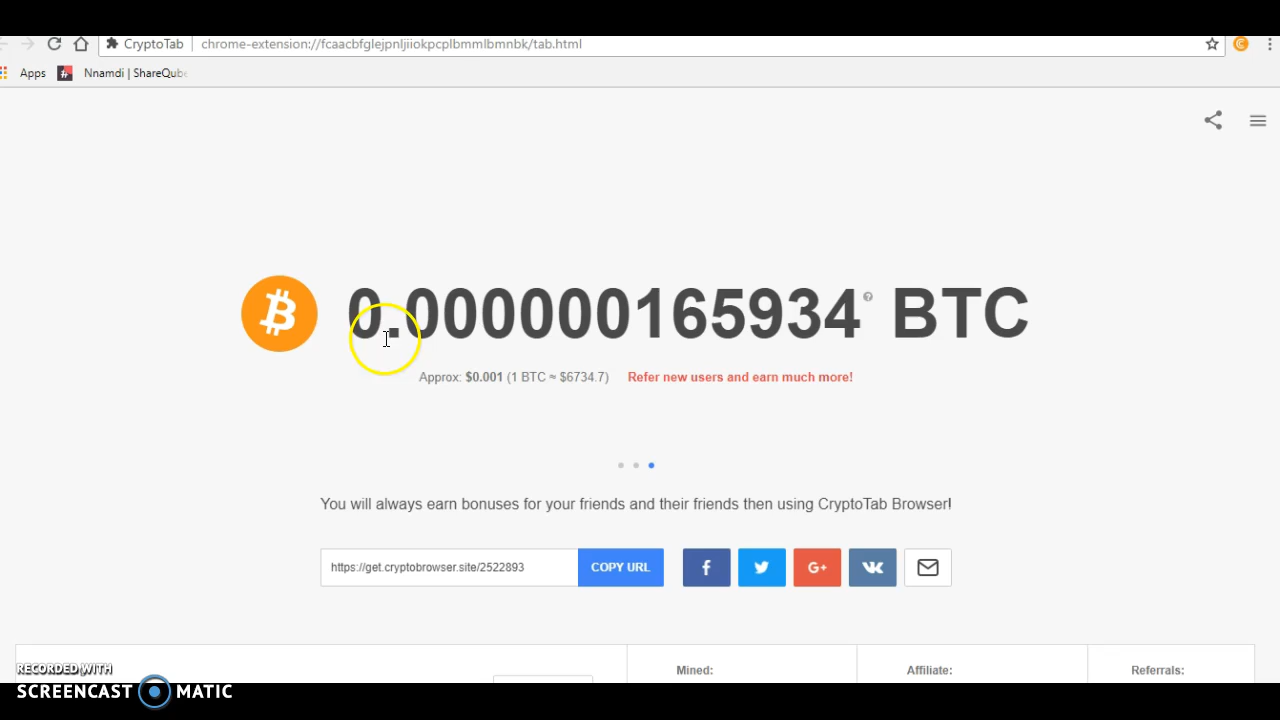 CryptoTab chrome-extension://fcaacbfglejpnljiiokpcplbmmlbmnbk/tab.html
Apps Nnamdi | ShareQube
0.000000165934 BTC
Approx: $0.001 (1 BTC ≈ $6734.7) Refer new users and earn much more!
You will always earn bonuses for your friends and their friends then using CryptoTab Browser!
https://get.cryptobrowser.site/2522893 COPY URL
Mined: Affiliate: Referrals:
RECORDED WITH
SCREENCAST MATIC